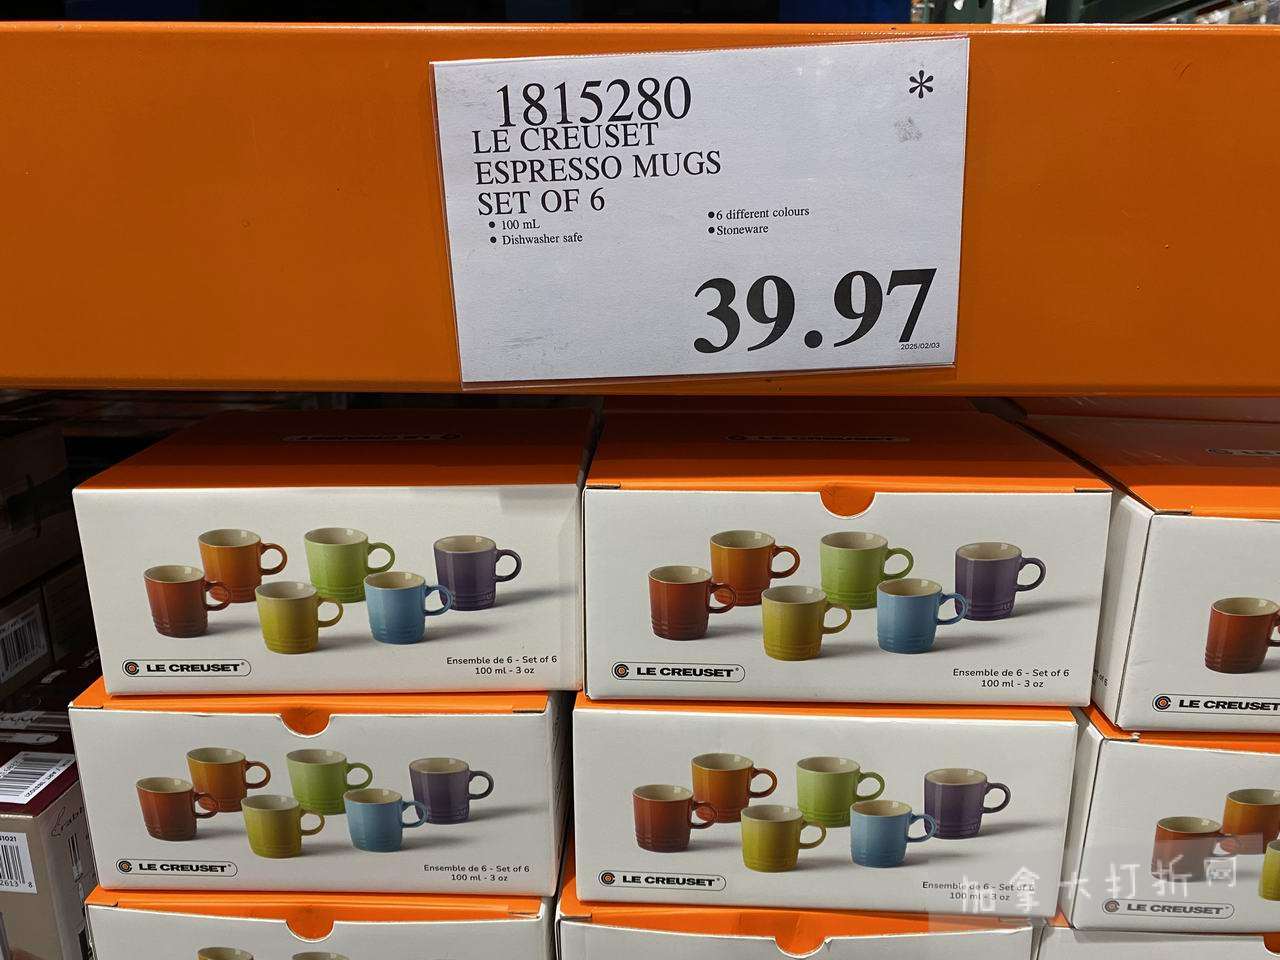 1815280
*
LE CREUSET
ESPRESSO MUGS
SET OF 6
• 100 mL
• Dishwasher safe
• 6 different colours
• Stoneware
39.97
2025/02/03
LE CREUSET
LE CREUSET
LE CREUSET®
Ensemble de 6 - Set of 6
100 ml - 3 oz
LE CREUSET®
Ensemble de 6 - Set of 6
100 ml - 3 oz
LE CREUSET
LE CREUSET®
Ensemble de 6 - Set of 6
100 ml - 3 oz
LE CREUSET®
Ensemble de 6 - Set of 6
100 ml - 3 oz
LE CREUSET®
加拿大打折网